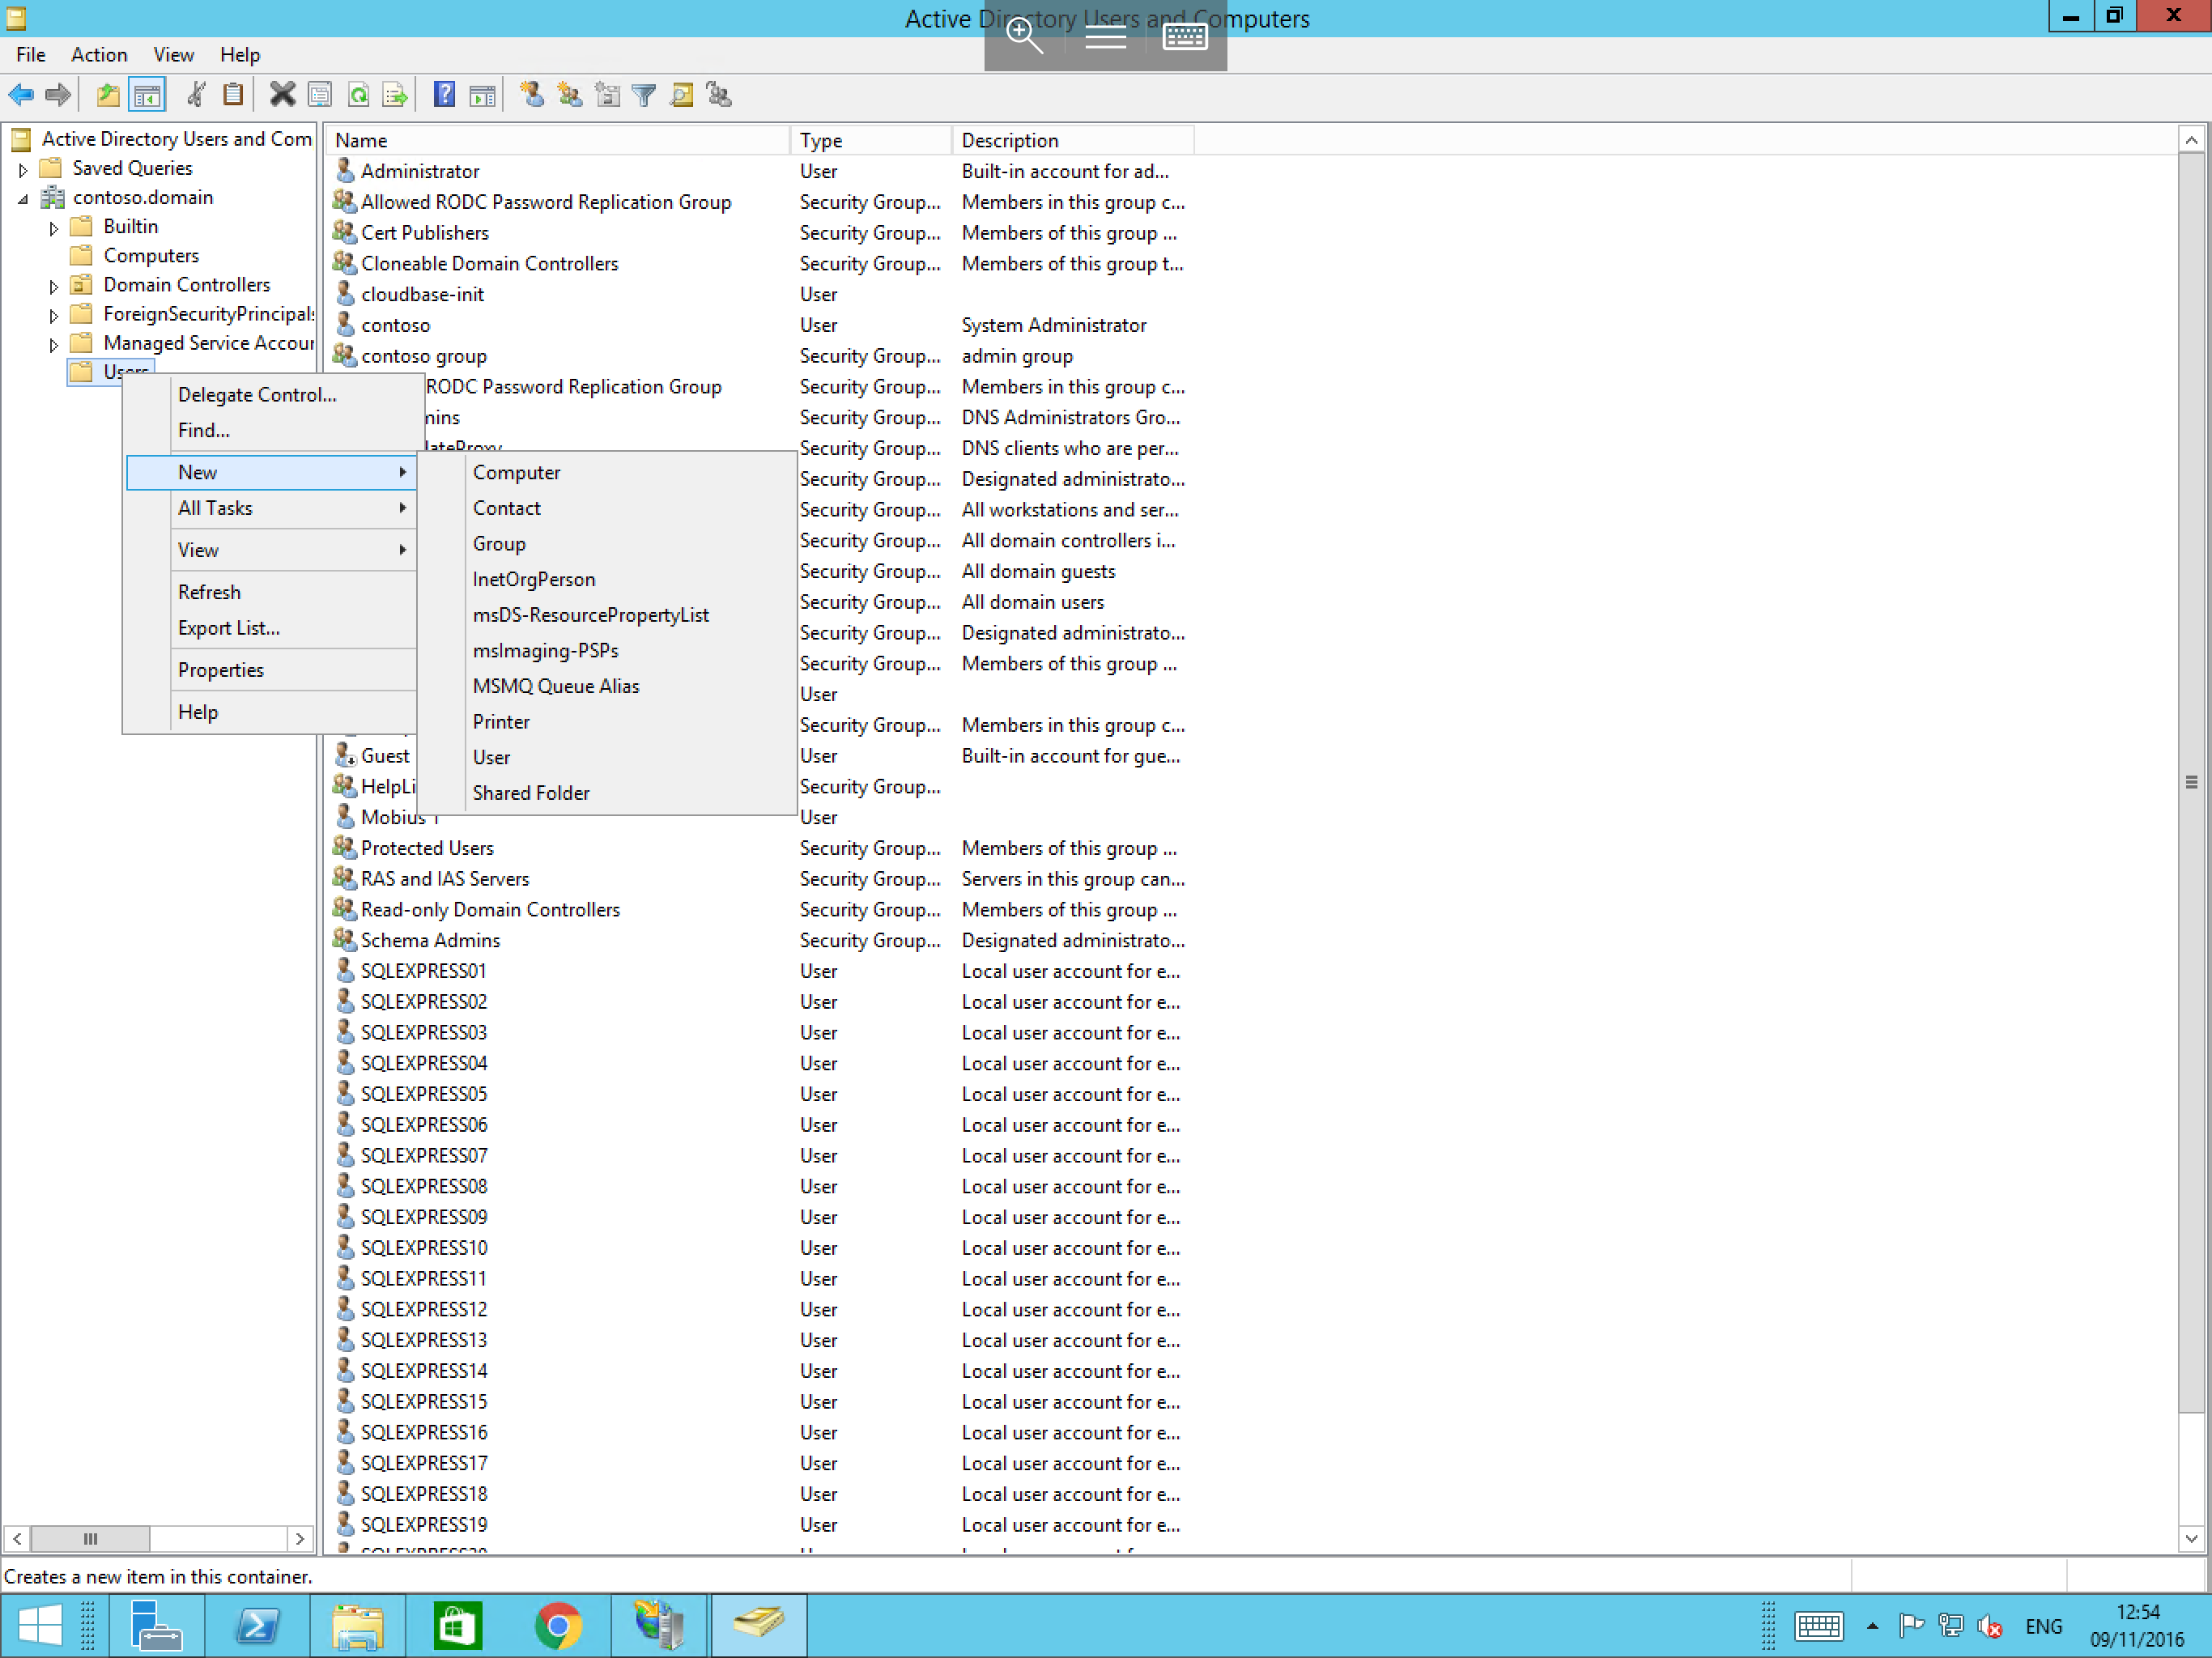 Active Directory Users and Computers
File Action View Help
Active Directory Users and Com
Saved Queries
contoso.domain
Builtin
Computers
Domain Controllers
ForeignSecurityPrincipals
Managed Service Accoun
Users
Delegate Control...
Find...
New
All Tasks
View
Refresh
Export List...
Properties
Help
Computer
Contact
Group
InetOrgPerson
msDS-ResourcePropertyList
msImaging-PSPs
MSMQ Queue Alias
Printer
User
Shared Folder
Name Type Description
Administrator User Built-in account for ad...
Allowed RODC Password Replication Group Security Group... Members in this group c...
Cert Publishers Security Group... Members of this group ...
Cloneable Domain Controllers Security Group... Members of this group t...
cloudbase-init User
contoso User System Administrator
contoso group Security Group... admin group
RODC Password Replication Group Security Group... Members in this group c...
mins Security Group... DNS Administrators Gro...
dateProxy Security Group... DNS clients who are per...
Security Group... Designated administrato...
Security Group... All workstations and ser...
Security Group... All domain controllers i...
Security Group... All domain guests
Security Group... All domain users
Security Group... Designated administrato...
Security Group... Members of this group ...
User
Security Group... Members in this group c...
Guest User Built-in account for gue...
HelpLi Security Group...
Mobius 1 User
Protected Users Security Group... Members of this group ...
RAS and IAS Servers Security Group... Servers in this group can...
Read-only Domain Controllers Security Group... Members of this group ...
Schema Admins Security Group... Designated administrato...
SQLEXPRESS01 User Local user account for e...
SQLEXPRESS02 User Local user account for e...
SQLEXPRESS03 User Local user account for e...
SQLEXPRESS04 User Local user account for e...
SQLEXPRESS05 User Local user account for e...
SQLEXPRESS06 User Local user account for e...
SQLEXPRESS07 User Local user account for e...
SQLEXPRESS08 User Local user account for e...
SQLEXPRESS09 User Local user account for e...
SQLEXPRESS10 User Local user account for e...
SQLEXPRESS11 User Local user account for e...
SQLEXPRESS12 User Local user account for e...
SQLEXPRESS13 User Local user account for e...
SQLEXPRESS14 User Local user account for e...
SQLEXPRESS15 User Local user account for e...
SQLEXPRESS16 User Local user account for e...
SQLEXPRESS17 User Local user account for e...
SQLEXPRESS18 User Local user account for e...
SQLEXPRESS19 User Local user account for e...
Creates a new item in this container.
ENG
12:54
09/11/2016